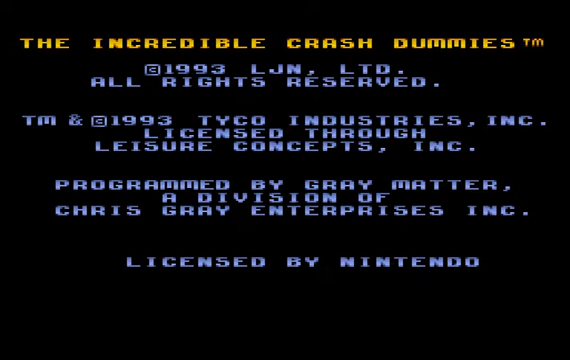 THE INCREDIBLE CRASH DUMMIES™
©1993 LJN, LTD.
ALL RIGHTS RESERVED.
TM & ©1993 TYCO INDUSTRIES, INC.
LICENSED THROUGH
LEISURE CONCEPTS, INC.
PROGRAMMED BY GRAY MATTER,
A DIVISION OF
CHRIS GRAY ENTERPRISES INC.
LICENSED BY NINTENDO